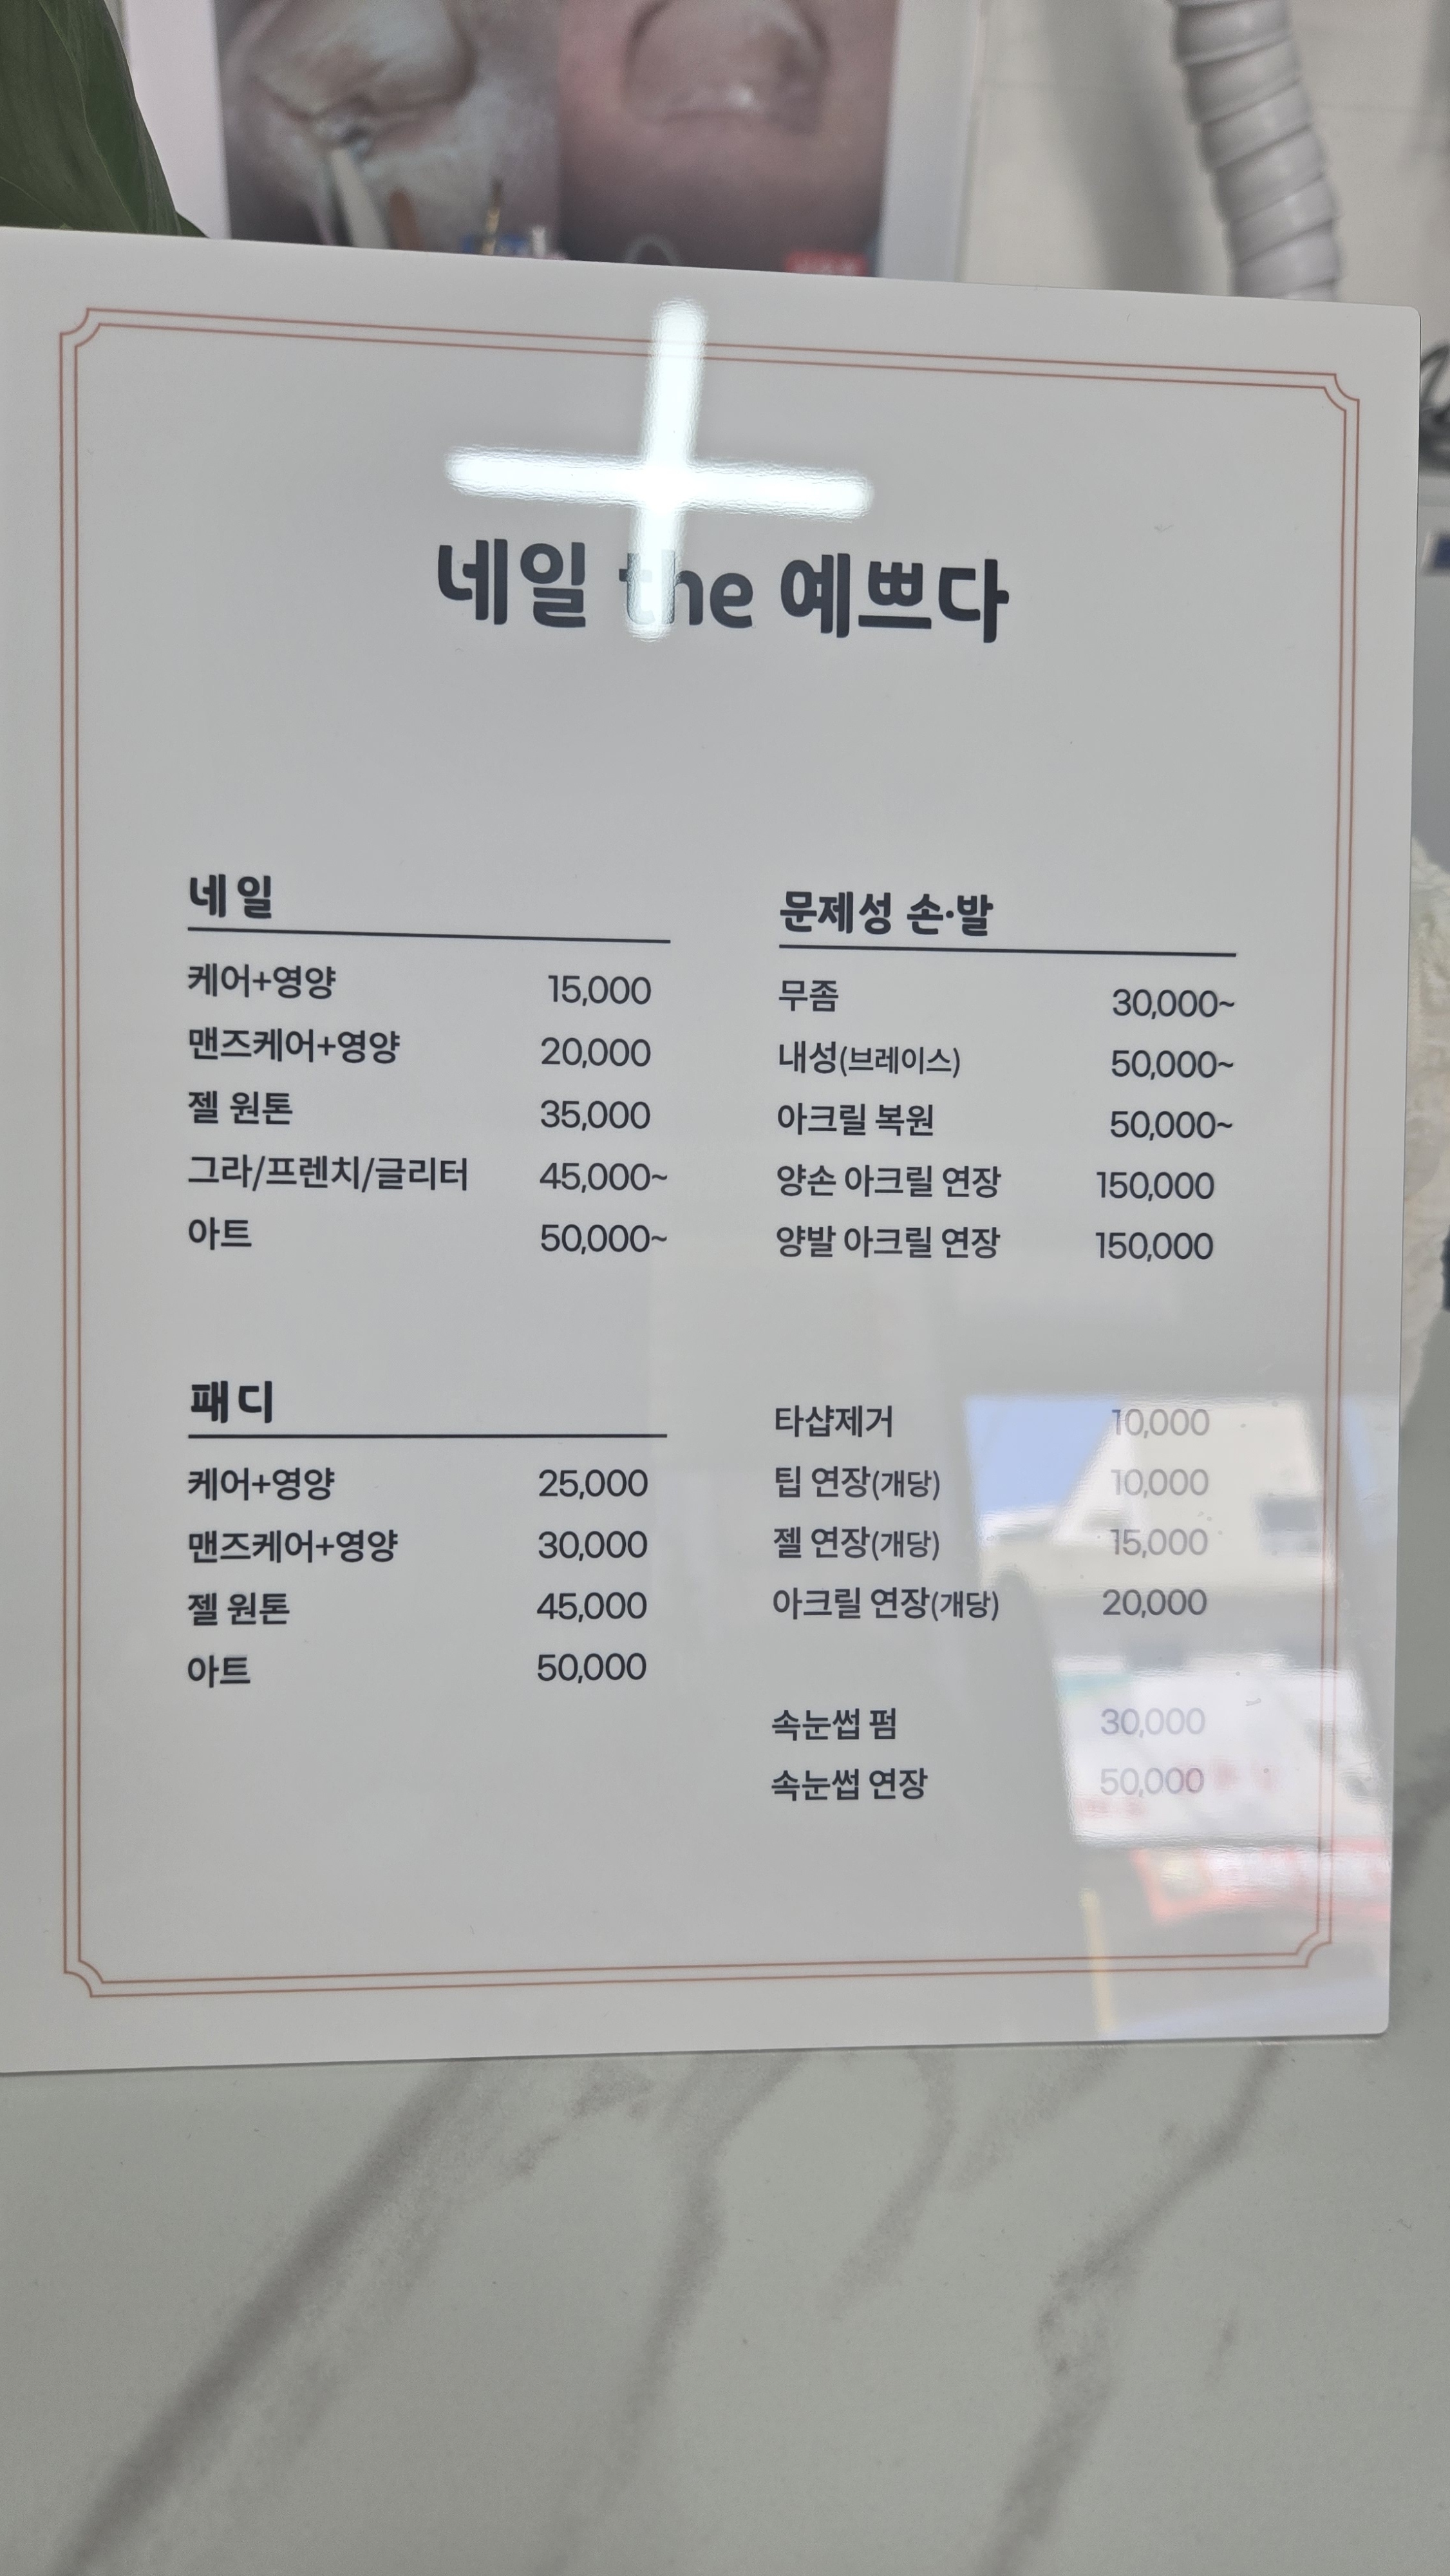 네일 the 예쁘다
네일
케어+영양 15,000
맨즈케어+영양 20,000
젤 원톤 35,000
그라/프렌치/글리터 45,000~
아트 50,000~
패디
케어+영양 25,000
맨즈케어+영양 30,000
젤 원톤 45,000
아트 50,000
문제성 손·발
무좀 30,000~
내성(브레이스) 50,000~
아크릴 복원 50,000~
양손 아크릴 연장 150,000
양발 아크릴 연장 150,000
타샵제거 10,000
팁 연장(개당) 10,000
젤 연장(개당) 15,000
아크릴 연장(개당) 20,000
속눈썹 펌 30,000
속눈썹 연장 50,000